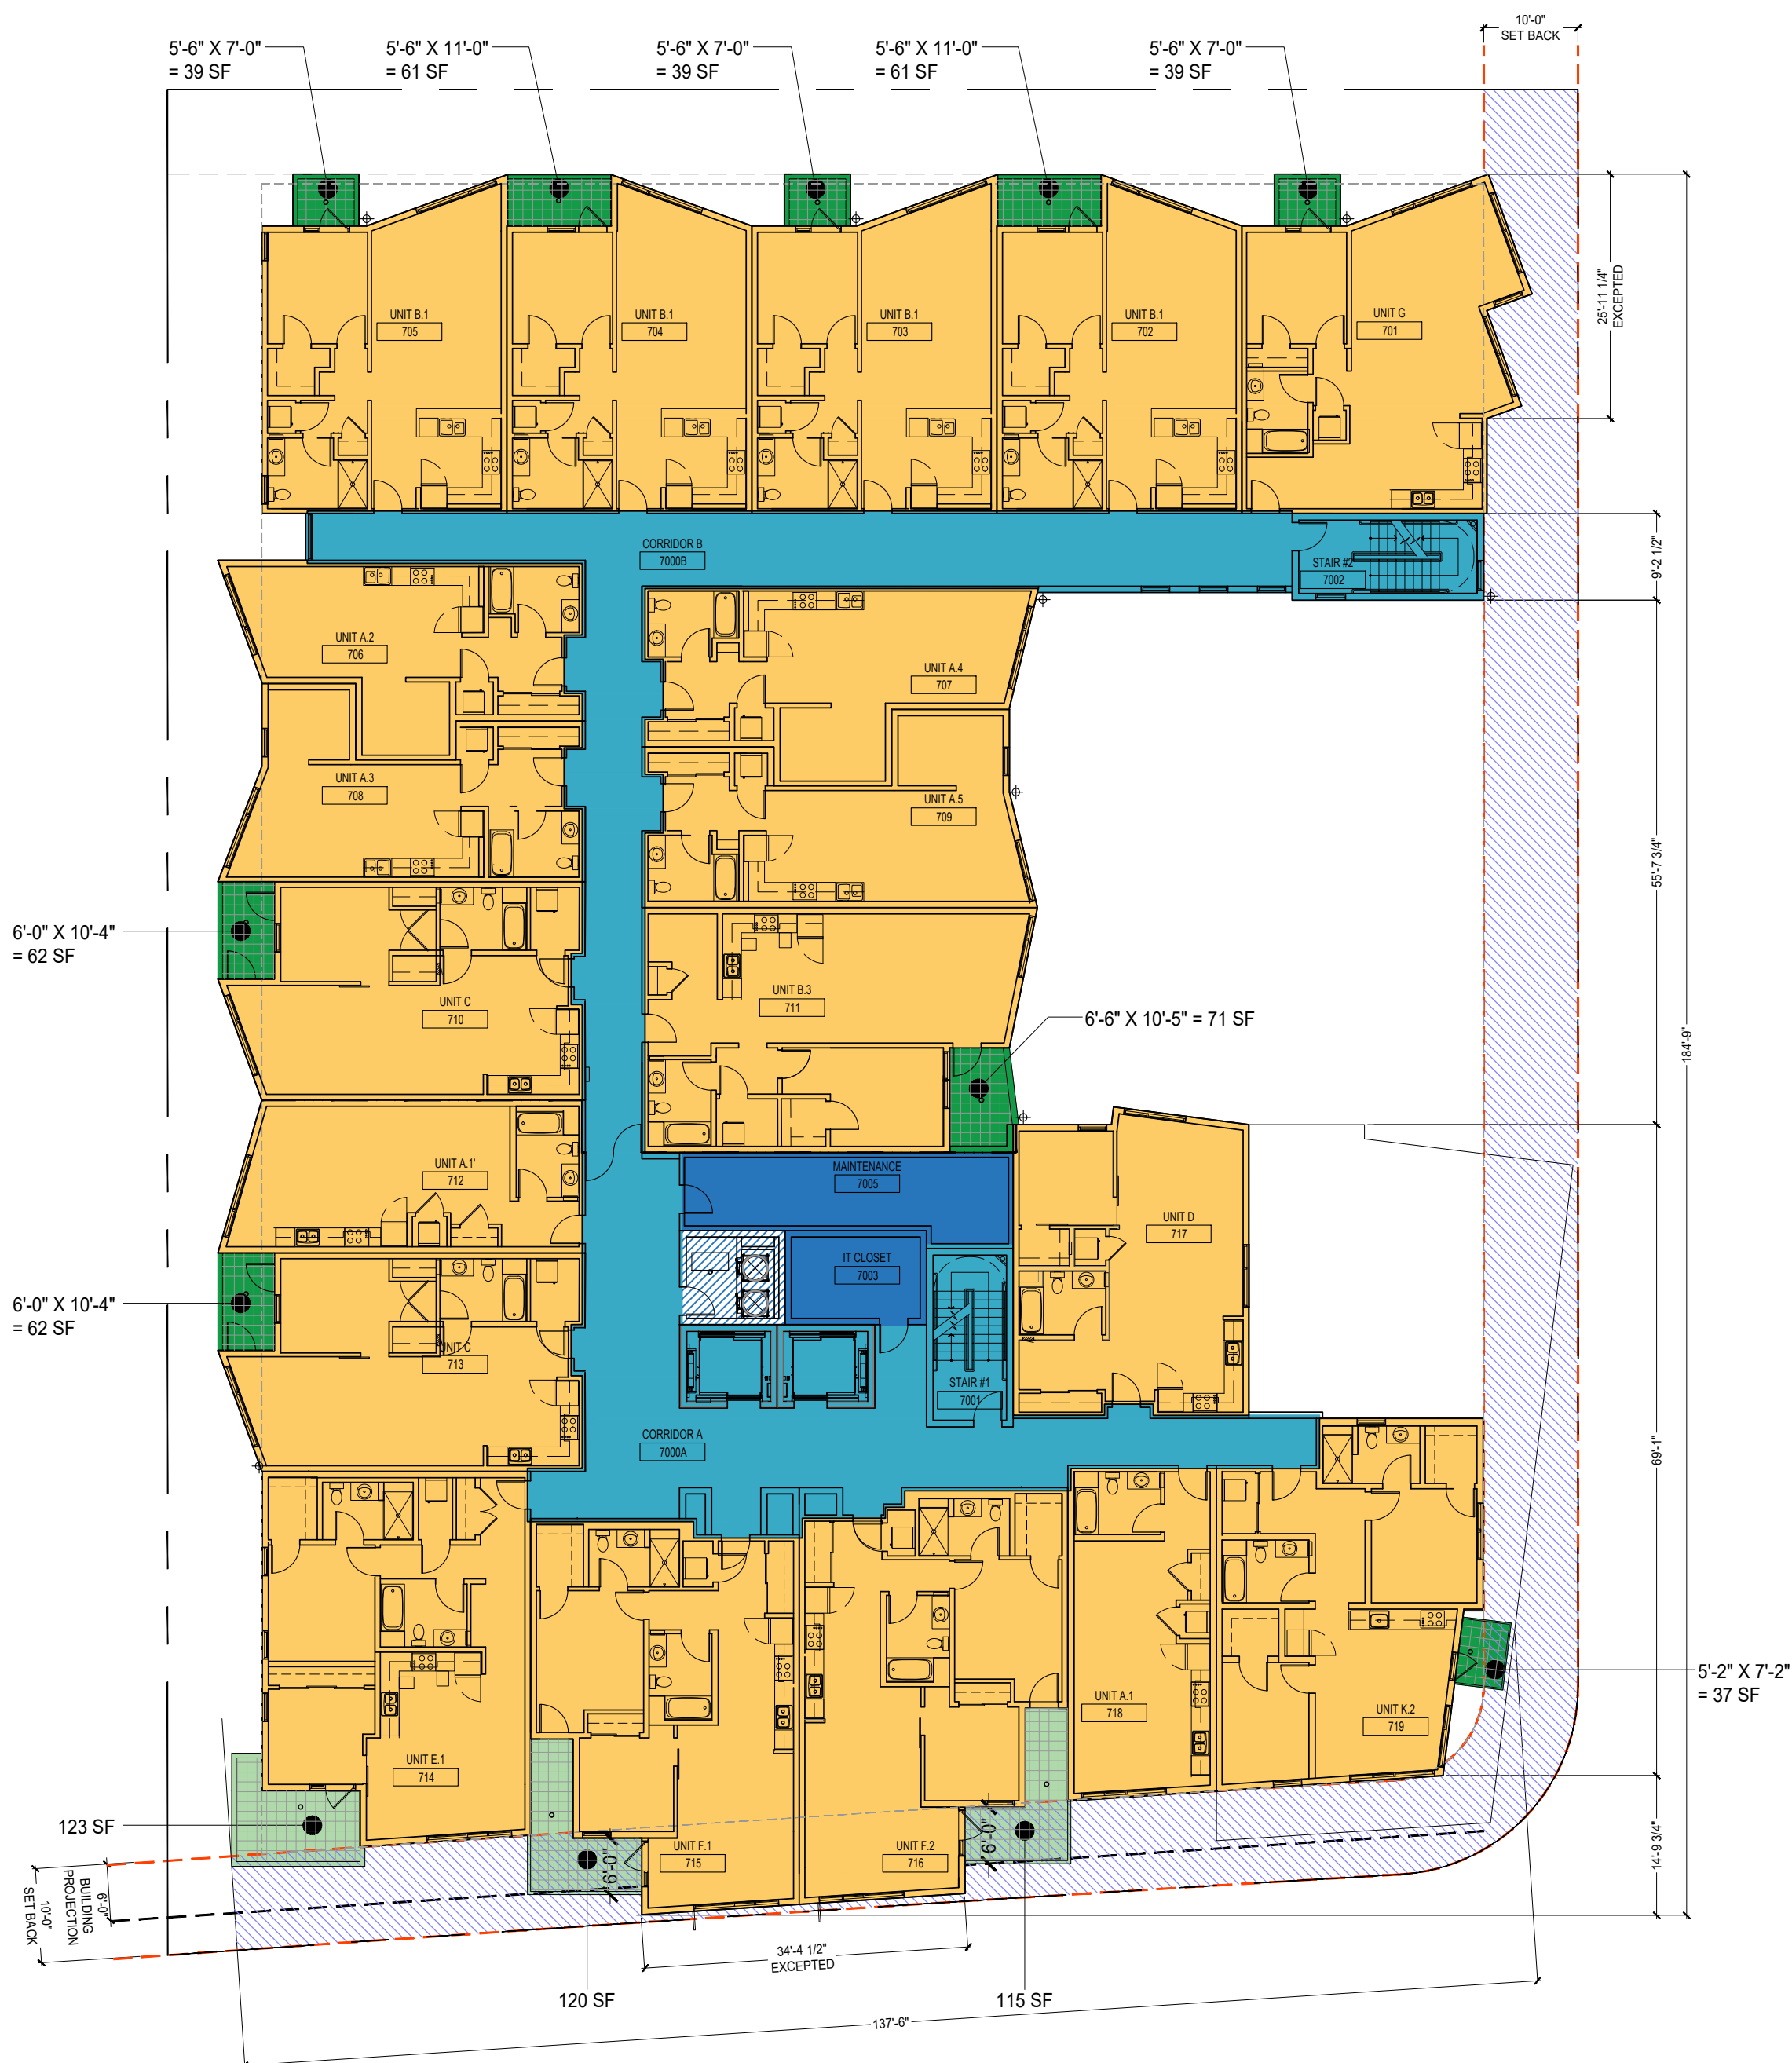 10'-0"
SET BACK
5'-6" X 7'-0"
= 39 SF
5'-6" X 11'-0"
= 61 SF
5'-6" X 7'-0"
= 39 SF
5'-6" X 11'-0"
= 61 SF
5'-6" X 7'-0"
= 39 SF
UNIT B.1
705
UNIT B.1
704
UNIT B.1
703
UNIT B.1
702
UNIT G
701
25'-11 1/4"
EXCEPTED
CORRIDOR B
7000B
STAIR #2
7002
9'-2 1/2"
UNIT A.2
706
UNIT A.4
707
UNIT A.3
708
UNIT A.5
709
55'-7 3/4"
6'-0" X 10'-4"
= 62 SF
UNIT C
710
UNIT B.3
711
6'-6" X 10'-5" = 71 SF
184'-9"
UNIT A.1'
712
MAINTENANCE
7005
UNIT D
717
IT CLOSET
7003
6'-0" X 10'-4"
= 62 SF
UNIT C
713
STAIR #1
7001
CORRIDOR A
7000A
69'-1"
5'-2" X 7'-2"
= 37 SF
UNIT A.1
718
UNIT K.2
719
UNIT E.1
714
123 SF
UNIT F.1
715
6'-0"
UNIT F.2
716
6'-0"
14'-9 3/4"
6'-0"
BUILDING
PROJECTION
10'-0"
SET BACK
34'-4 1/2"
EXCEPTED
120 SF
115 SF
137'-6"